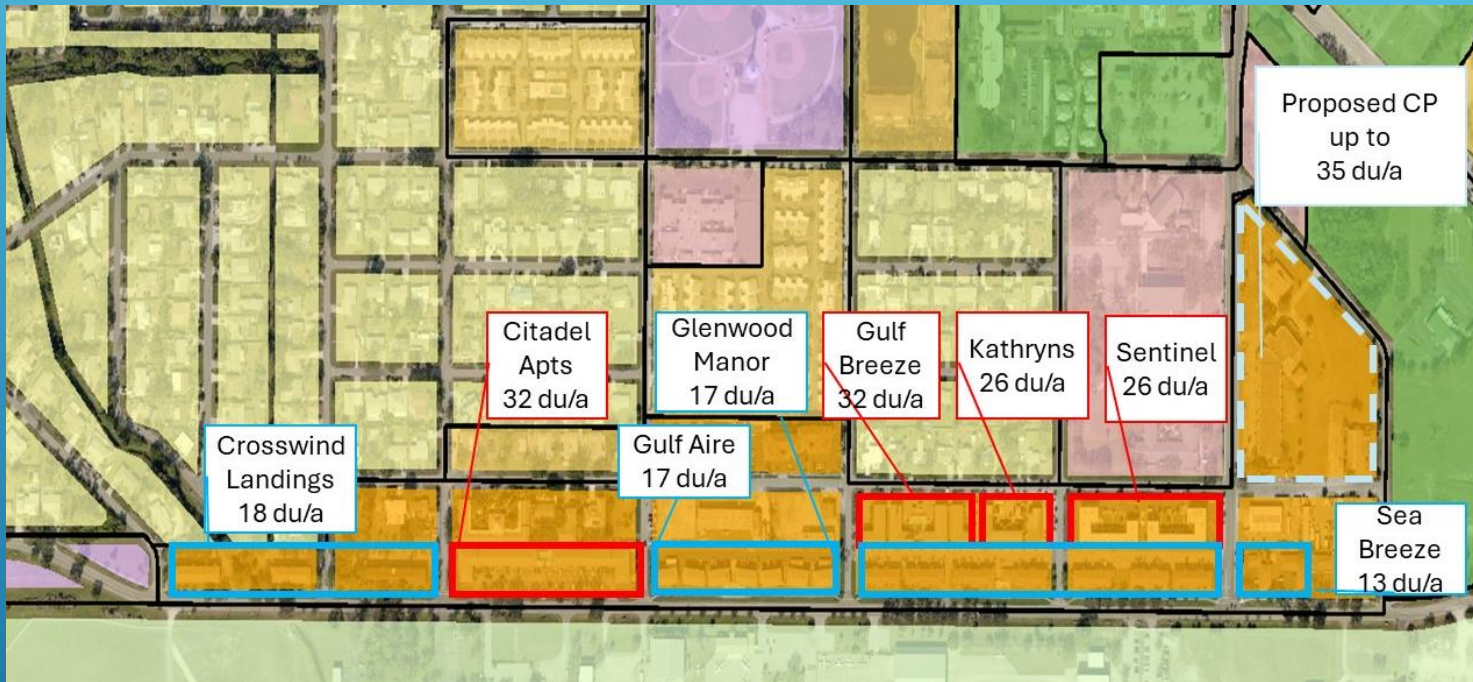 Proposed CP
up to
35 du/a
Citadel
Apts
32 du/a
Glenwood
Manor
17 du/a
Gulf
Breeze
32 du/a
Kathryns
26 du/a
Sentinel
26 du/a
Crosswind
Landings
18 du/a
Gulf Aire
17 du/a
Sea
Breeze
13 du/a